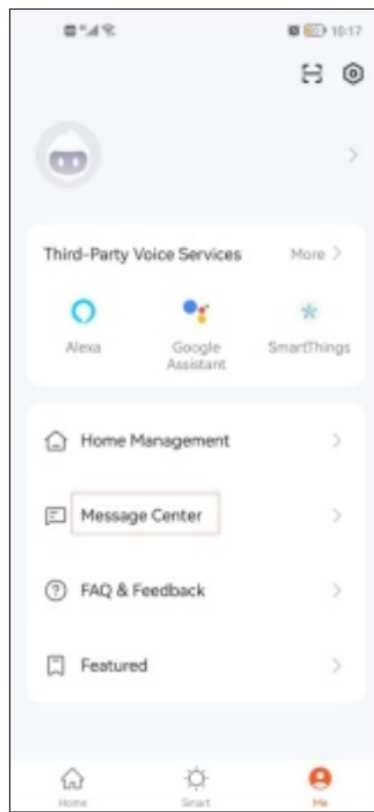 10:17
Third-Party Voice Services
More
Alexa
Google
Assistant
SmartThings
Home Management
Message Center
FAQ & Feedback
Featured
Home
Smart
Me